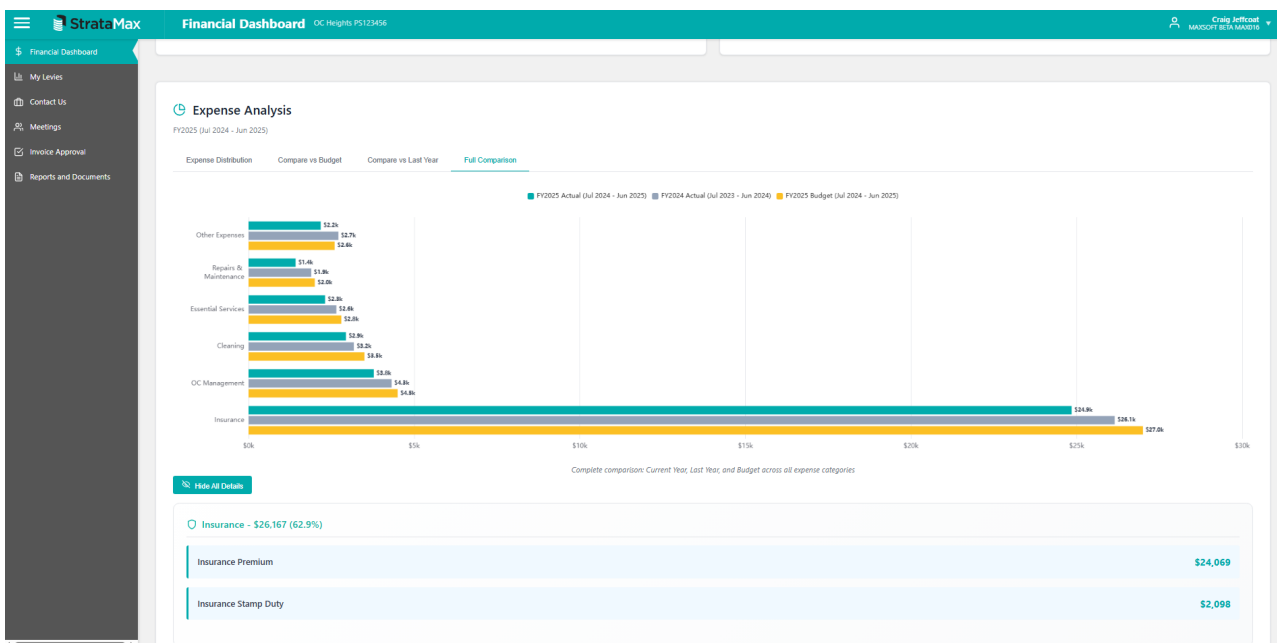 StrataMax
Financial Dashboard OC Heights PS123456
Craig Jeffcoat
MAXSOFT BETA MAX016
Financial Dashboard
My Levies
Contact Us
Meetings
Invoice Approval
Reports and Documents
Expense Analysis
FY2025 (Jul 2024 - Jun 2025)
Expense Distribution Compare vs Budget Compare vs Last Year Full Comparison
FY2025 Actual (Jul 2024 - Jun 2025) FY2024 Actual (Jul 2023 - Jun 2024) FY2025 Budget (Jul 2024 - Jun 2025)
Other Expenses
$2.2k
$2.7k
$2.6k
Repairs &
Maintenance
$1.4k
$1.9k
$2.0k
Essential Services
$2.3k
$2.6k
$2.8k
Cleaning
$2.9k
$3.2k
$3.5k
OC Management
$3.8k
$4.3k
$4.5k
Insurance
$24.9k
$26.1k
$27.0k
$0k $5k $10k $15k $20k $25k $30k
Complete comparison: Current Year, Last Year, and Budget across all expense categories
Hide All Details
Insurance - $26,167 (62.9%)
Insurance Premium $24,069
Insurance Stamp Duty $2,098